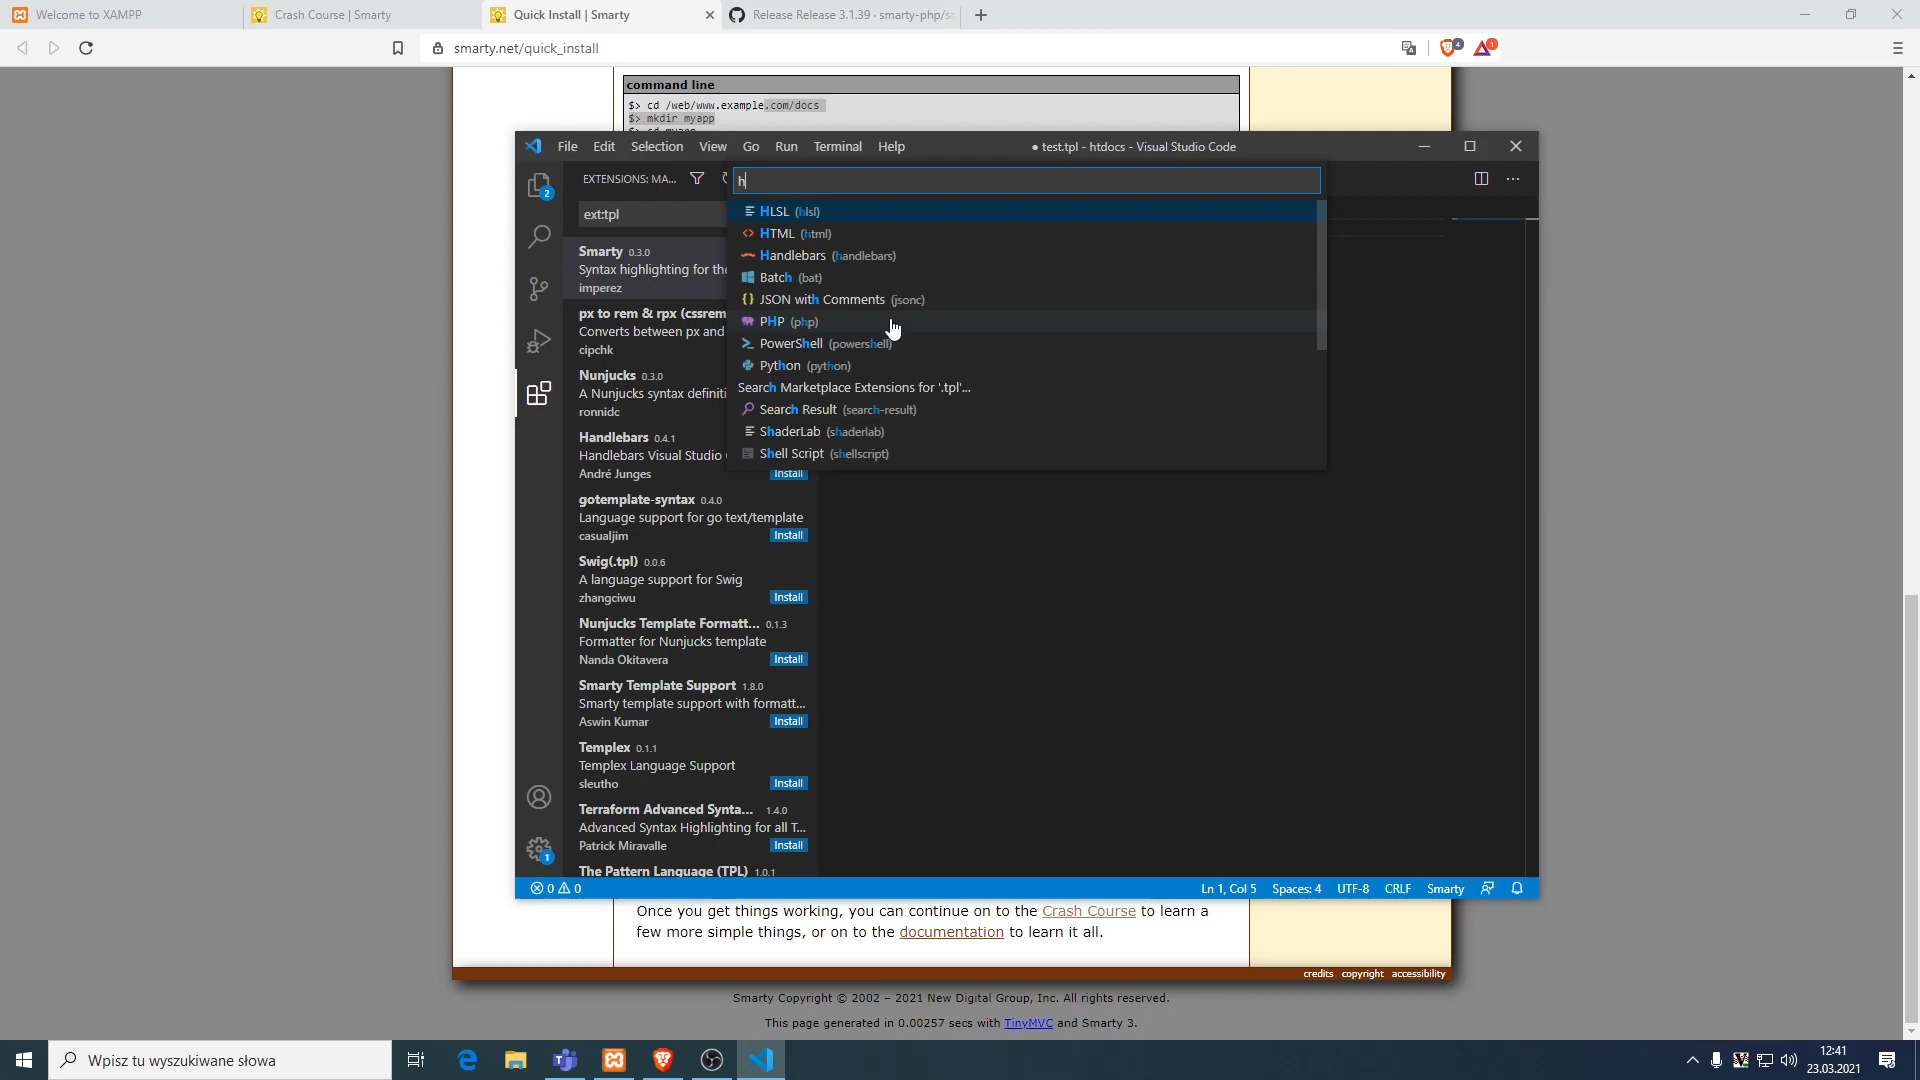 Welcome to XAMPP
Crash Course | Smarty
Quick Install | Smarty
Release Release 3.1.39 · smarty-php/s
smarty.net/quick_install
4
1
command line
$> cd /web/www.example.com/docs
$> mkdir myapp
$> cd myapp
File Edit Selection View Go Run Terminal Help
● test.tpl - htdocs - Visual Studio Code
2
EXTENSIONS: MA...
h
ext:tpl
HLSL (hlsl)
HTML (html)
Handlebars (handlebars)
Batch (bat)
JSON with Comments (jsonc)
PHP (php)
PowerShell (powershell)
Python (python)
Search Marketplace Extensions for '.tpl'...
Search Result (search-result)
ShaderLab (shaderlab)
Shell Script (shellscript)
Smarty 0.3.0
Syntax highlighting for the
imperez
px to rem & rpx (cssrem
Converts between px and
cipchk
Nunjucks 0.3.0
A Nunjucks syntax definiti
ronnidc
Handlebars 0.4.1
Handlebars Visual Studio
André Junges
Install
gotemplate-syntax 0.4.0
Language support for go text/template
casualjim
Install
Swig(.tpl) 0.0.6
A language support for Swig
zhangciwu
Install
Nunjucks Template Formatt... 0.1.3
Formatter for Nunjucks template
Nanda Okitavera
Install
Smarty Template Support 1.8.0
Smarty template support with formatt...
Aswin Kumar
Install
Templex 0.1.1
Templex Language Support
sleutho
Install
Terraform Advanced Synta... 1.4.0
Advanced Syntax Highlighting for all T...
Patrick Miravalle
Install
The Pattern Language (TPL) 1.0.1
1
0 0
Ln 1, Col 5 Spaces: 4 UTF-8 CRLF Smarty
Once you get things working, you can continue on to the Crash Course to learn a
few more simple things, or on to the documentation to learn it all.
credits copyright accessibility
Smarty Copyright © 2002 – 2021 New Digital Group, Inc. All rights reserved.
This page generated in 0.00257 secs with TinyMVC and Smarty 3.
Wpisz tu wyszukiwane słowa
12:41
23.03.2021